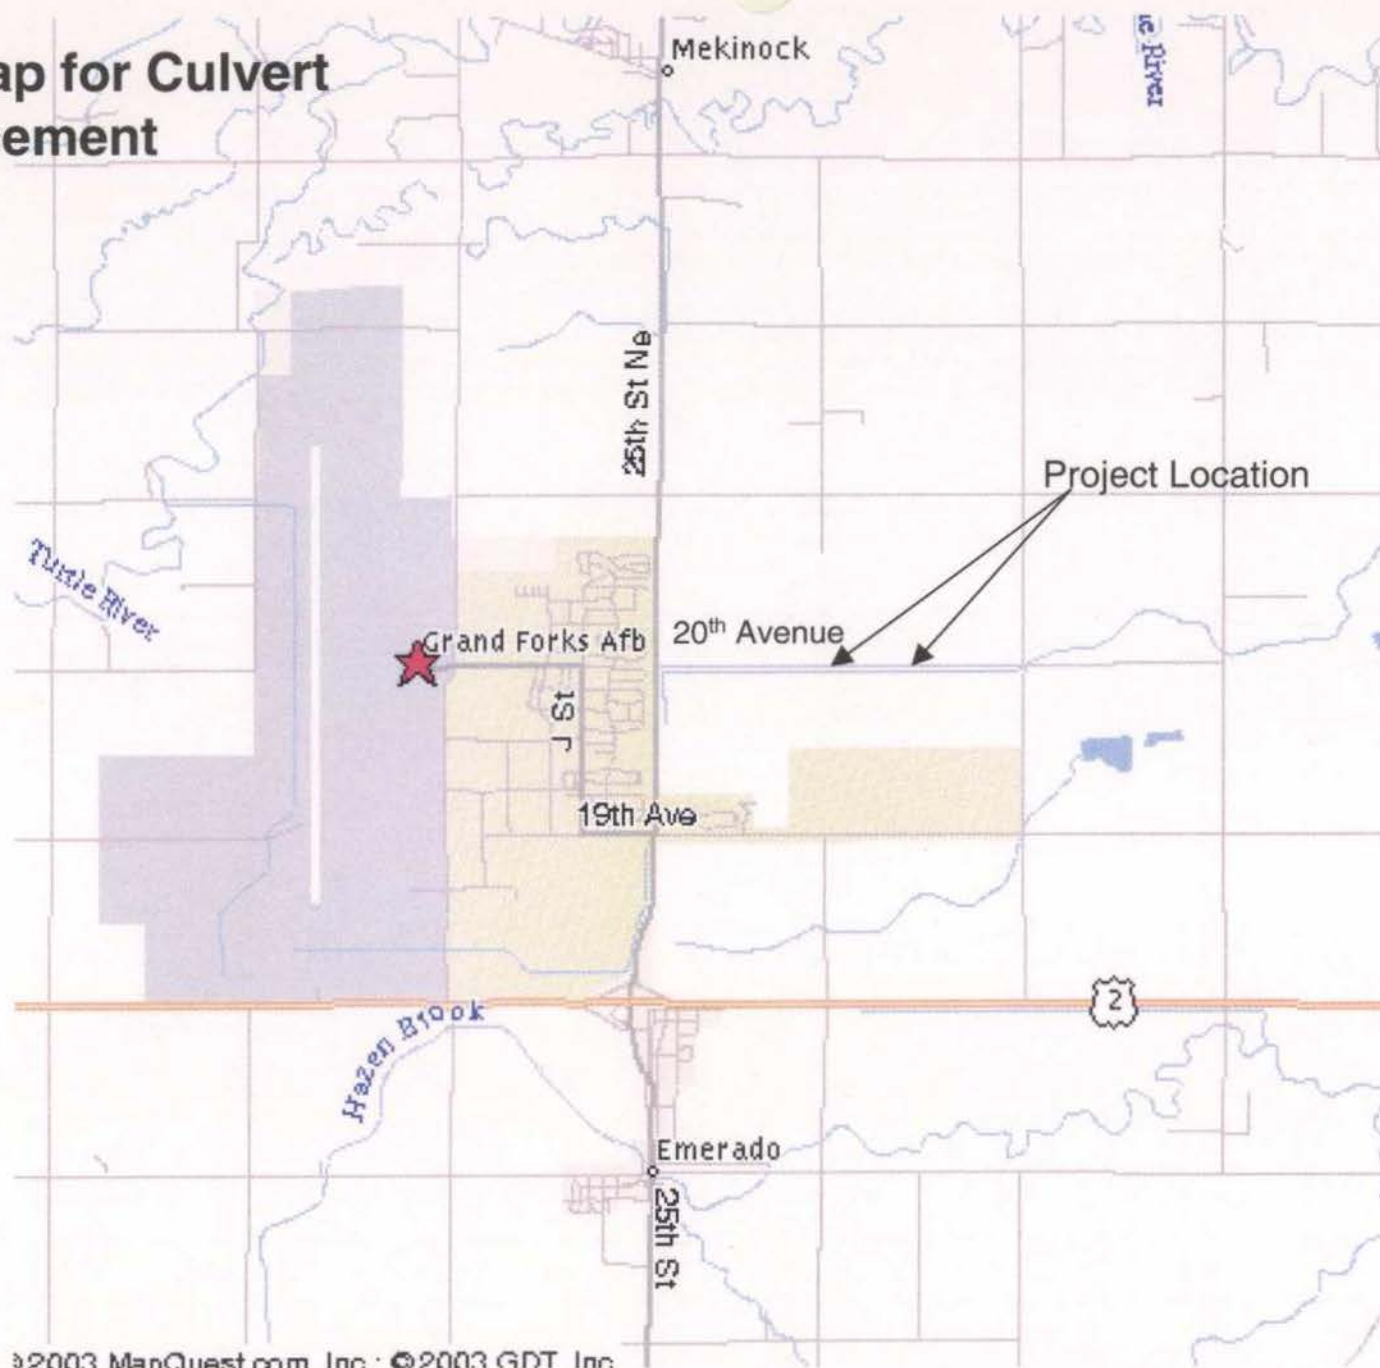 ap for Culvert
ement
Mekinock
e River
25th St Ne
Project Location
Turtle River
Grand Forks Afb
20th Avenue
J St
19th Ave
2
Hazen Brook
Emerado
25th St
©2003 MapQuest.com, Inc.; ©2003 GDT, Inc.